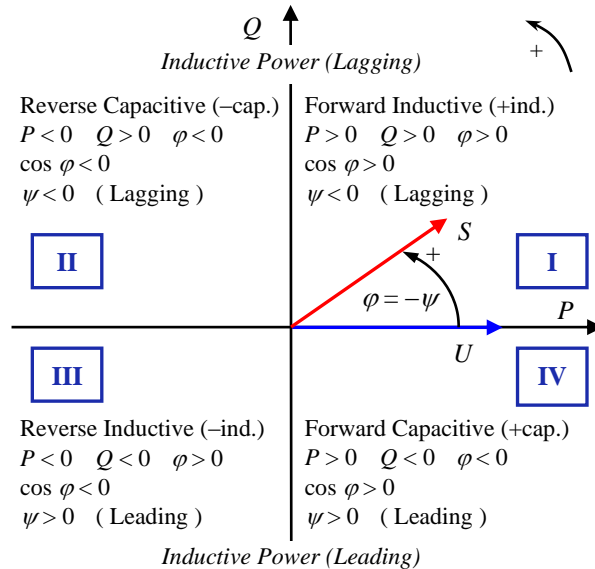 Q
Inductive Power (Lagging)
+
Reverse Capacitive (–cap.)
P < 0 Q > 0 φ < 0
cos φ < 0
ψ < 0 ( Lagging )
Forward Inductive (+ind.)
P > 0 Q > 0 φ > 0
cos φ > 0
ψ < 0 ( Lagging )
II
S
+
I
φ = –ψ
P
U
III
IV
Reverse Inductive (–ind.)
P < 0 Q < 0 φ > 0
cos φ < 0
ψ > 0 ( Leading )
Forward Capacitive (+cap.)
P > 0 Q < 0 φ < 0
cos φ > 0
ψ > 0 ( Leading )
Inductive Power (Leading)